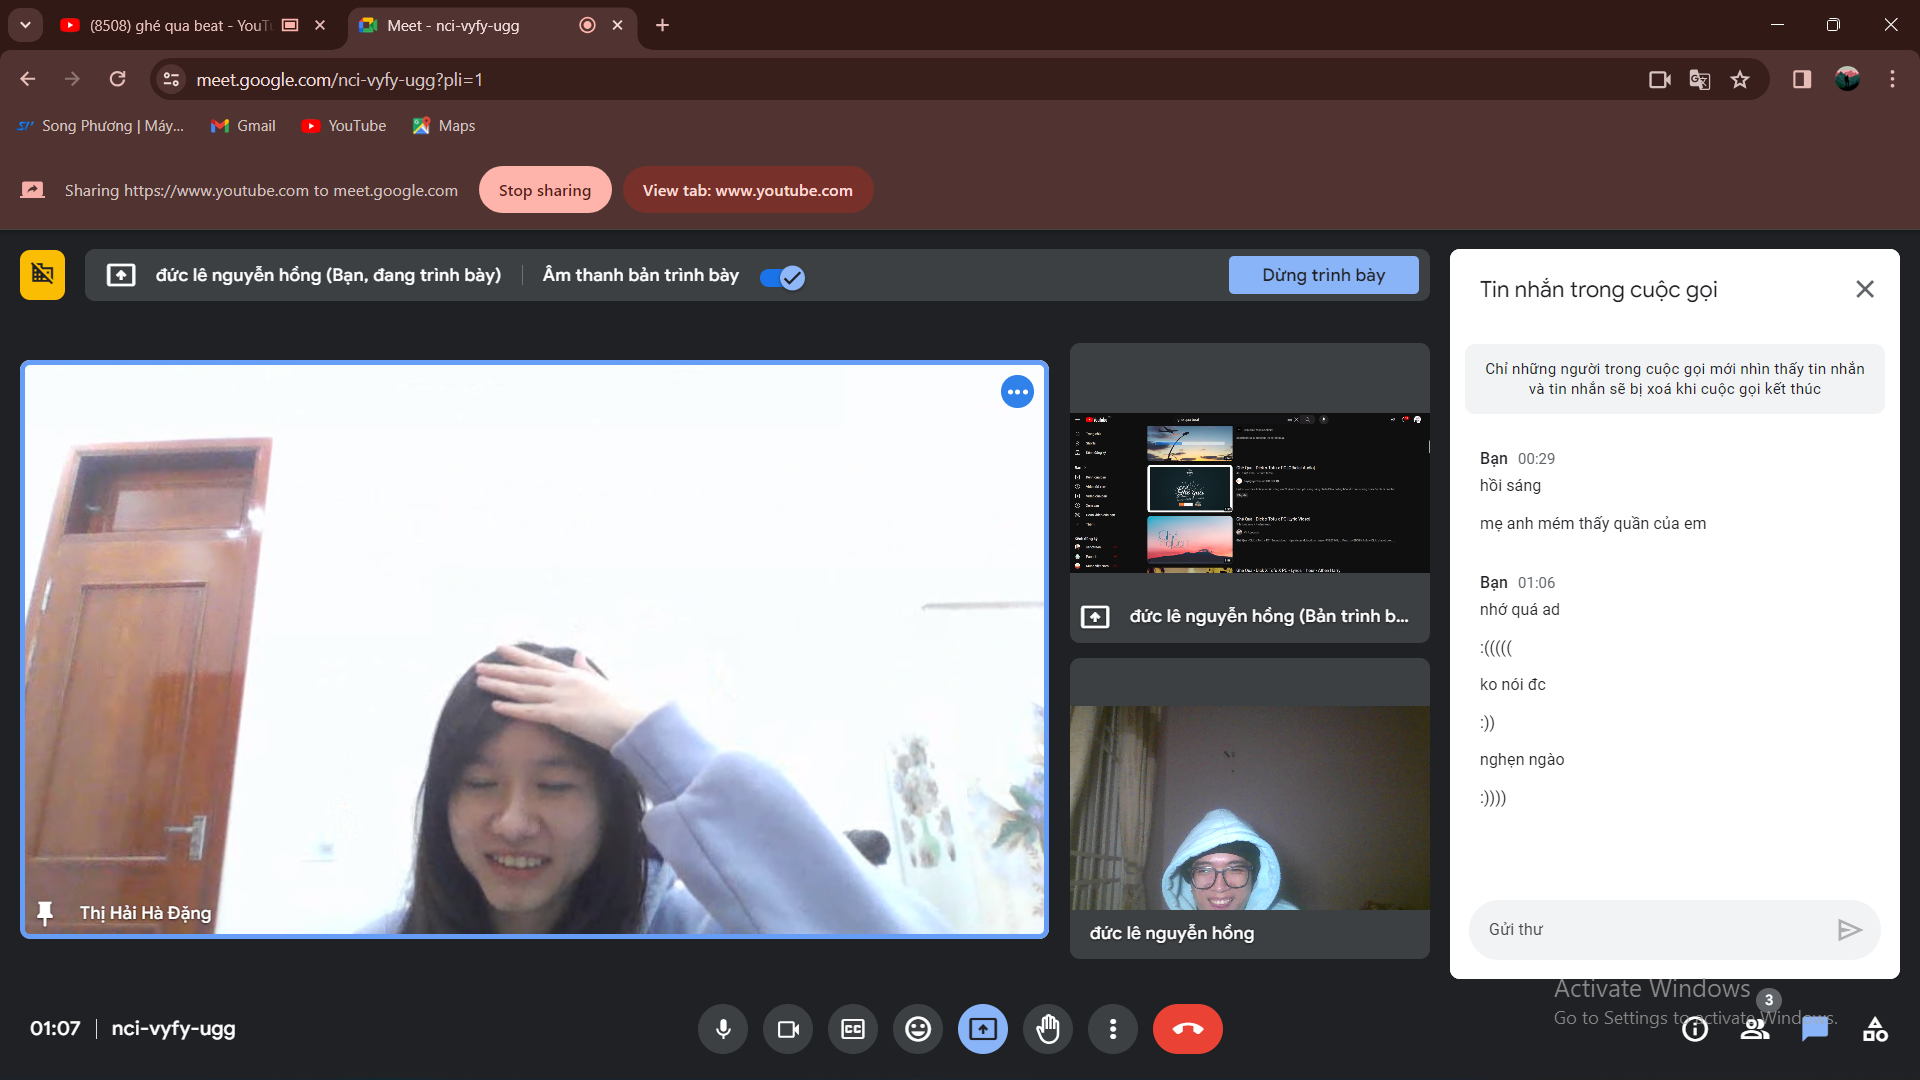 (8508) ghé qua beat - YouTu
Meet - nci-vyfy-ugg
meet.google.com/nci-vyfy-ugg?pli=1
Song Phương | Máy...
Gmail
YouTube
Maps
Sharing https://www.youtube.com to meet.google.com
Stop sharing
View tab: www.youtube.com
đức lê nguyễn hồng (Bạn, đang trình bày)
Âm thanh bản trình bày
Dừng trình bày
Tin nhắn trong cuộc gọi
Chỉ những người trong cuộc gọi mới nhìn thấy tin nhắn
và tin nhắn sẽ bị xoá khi cuộc gọi kết thúc
Bạn 00:29
hồi sáng
mẹ anh mém thấy quần của em
Bạn 01:06
nhớ quá ad
:(((((
ko nói đc
:))
nghẹn ngào
:))))
Gửi thư
đức lê nguyễn hồng (Bản trình b...
đức lê nguyễn hồng
Thị Hải Hà Đặng
Activate Windows
Go to Settings to activate Windows.
3
01:07
nci-vyfy-ugg